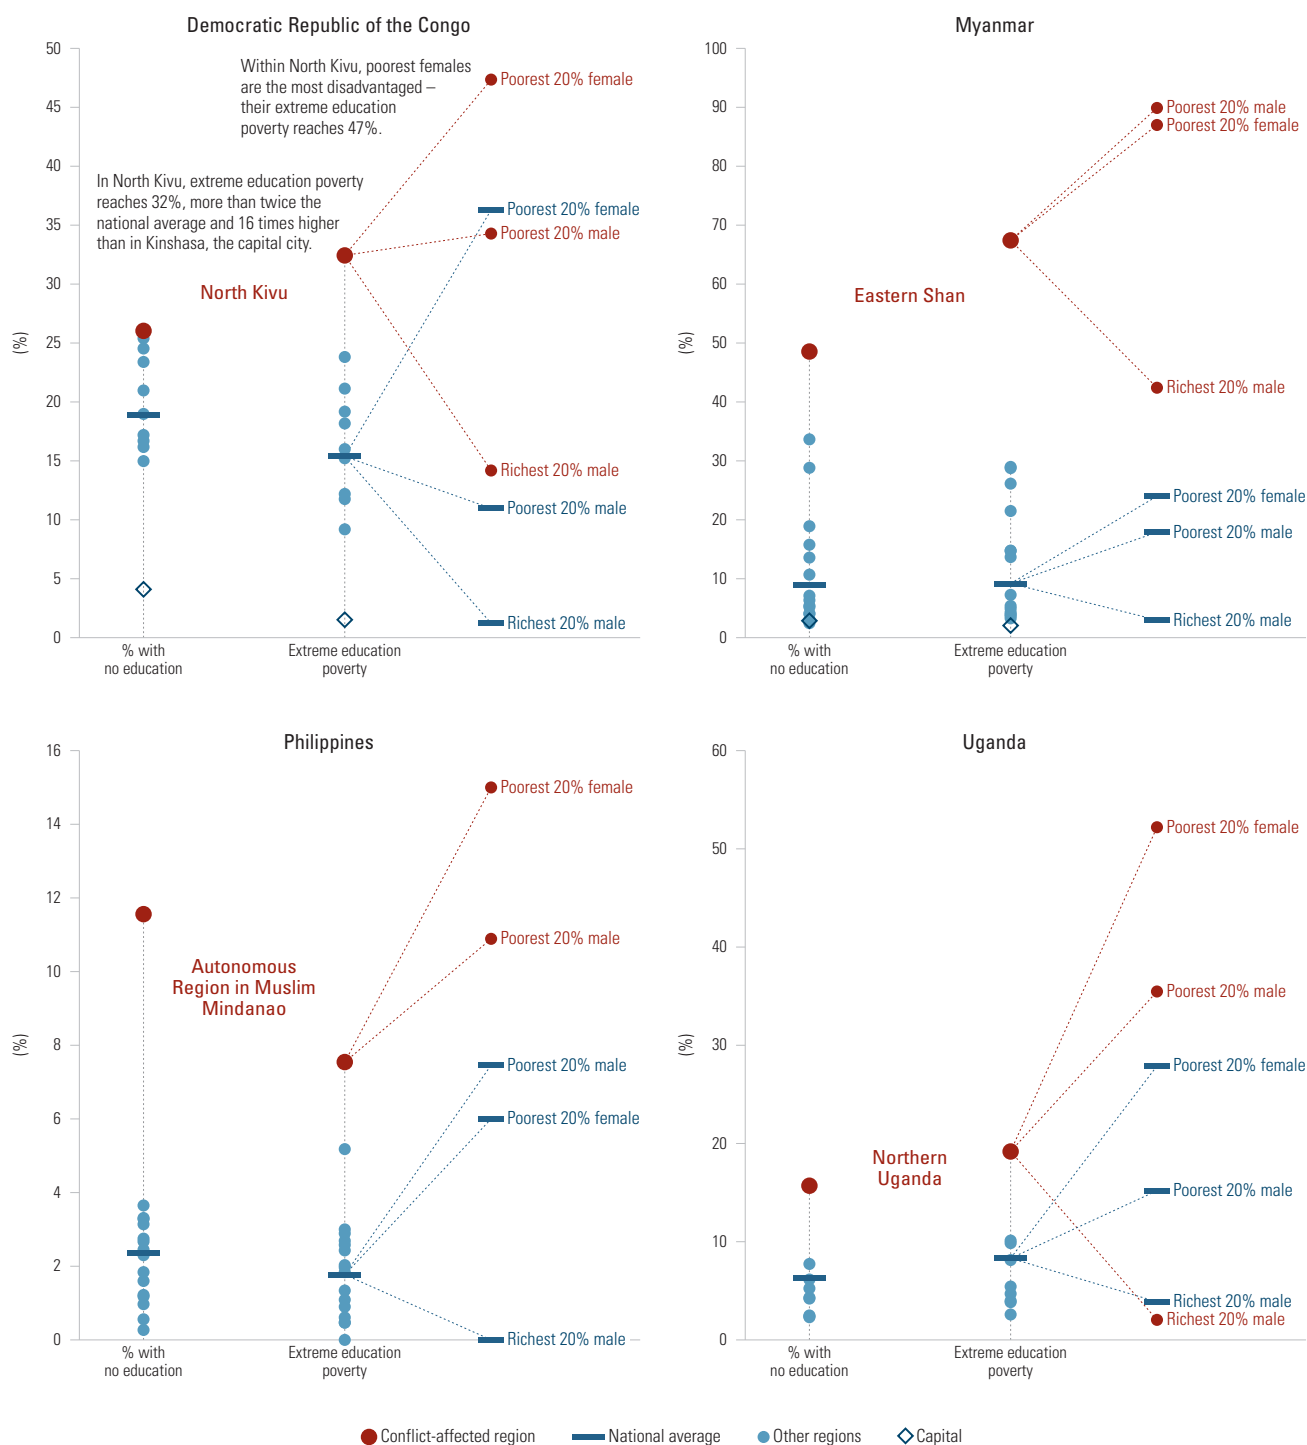 Democratic Republic of the Congo
50
45
40
35
30
25
20
15
10
5
0
(%)
Within North Kivu, poorest females
are the most disadvantaged –
their extreme education
poverty reaches 47%.
In North Kivu, extreme education poverty
reaches 32%, more than twice the
national average and 16 times higher
than in Kinshasa, the capital city.
North Kivu
Poorest 20% female
Poorest 20% female
Poorest 20% male
Richest 20% male
Poorest 20% male
Richest 20% male
% with
no education
Extreme education
poverty
Myanmar
100
90
80
70
60
50
40
30
20
10
0
(%)
Eastern Shan
Poorest 20% male
Poorest 20% female
Richest 20% male
Poorest 20% female
Poorest 20% male
Richest 20% male
% with
no education
Extreme education
poverty
Philippines
16
14
12
10
8
6
4
2
0
(%)
Autonomous
Region in Muslim
Mindanao
Poorest 20% female
Poorest 20% male
Poorest 20% male
Poorest 20% female
Richest 20% male
% with
no education
Extreme education
poverty
Uganda
60
50
40
30
20
10
0
(%)
Northern
Uganda
Poorest 20% female
Poorest 20% male
Poorest 20% female
Poorest 20% male
Richest 20% male
Richest 20% male
% with
no education
Extreme education
poverty
Conflict-affected region
National average
Other regions
Capital